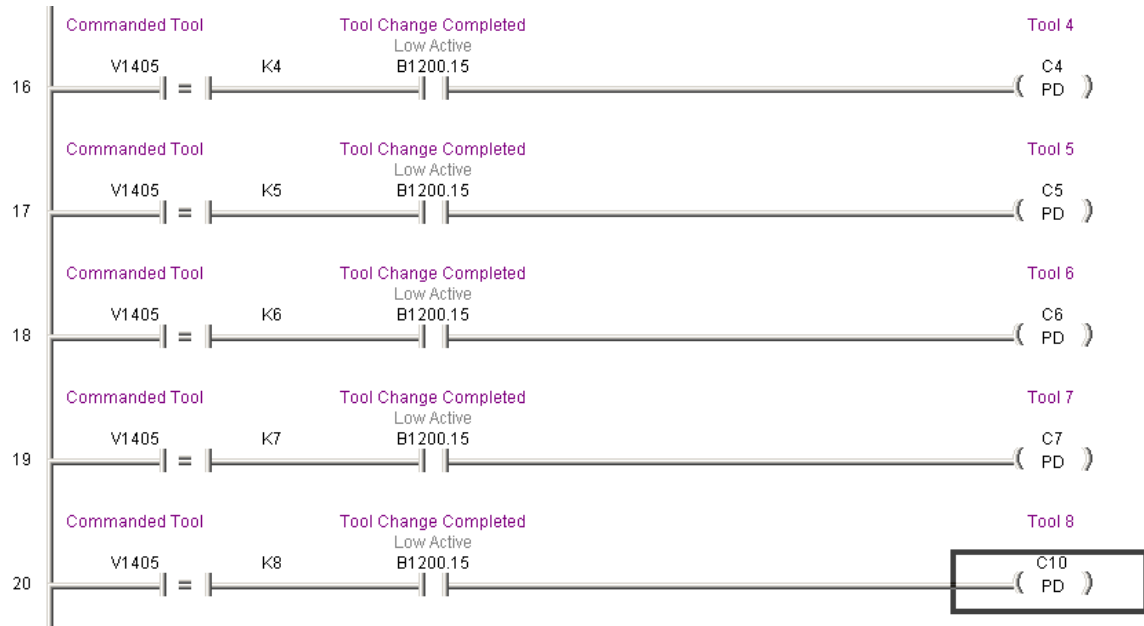 Commanded Tool Tool Change Completed Tool 4
Low Active
V1405 K4 B1200.15 C4
16 = PD
Commanded Tool Tool Change Completed Tool 5
Low Active
V1405 K5 B1200.15 C5
17 = PD
Commanded Tool Tool Change Completed Tool 6
Low Active
V1405 K6 B1200.15 C6
18 = PD
Commanded Tool Tool Change Completed Tool 7
Low Active
V1405 K7 B1200.15 C7
19 = PD
Commanded Tool Tool Change Completed Tool 8
Low Active
V1405 K8 B1200.15 C10
20 = PD